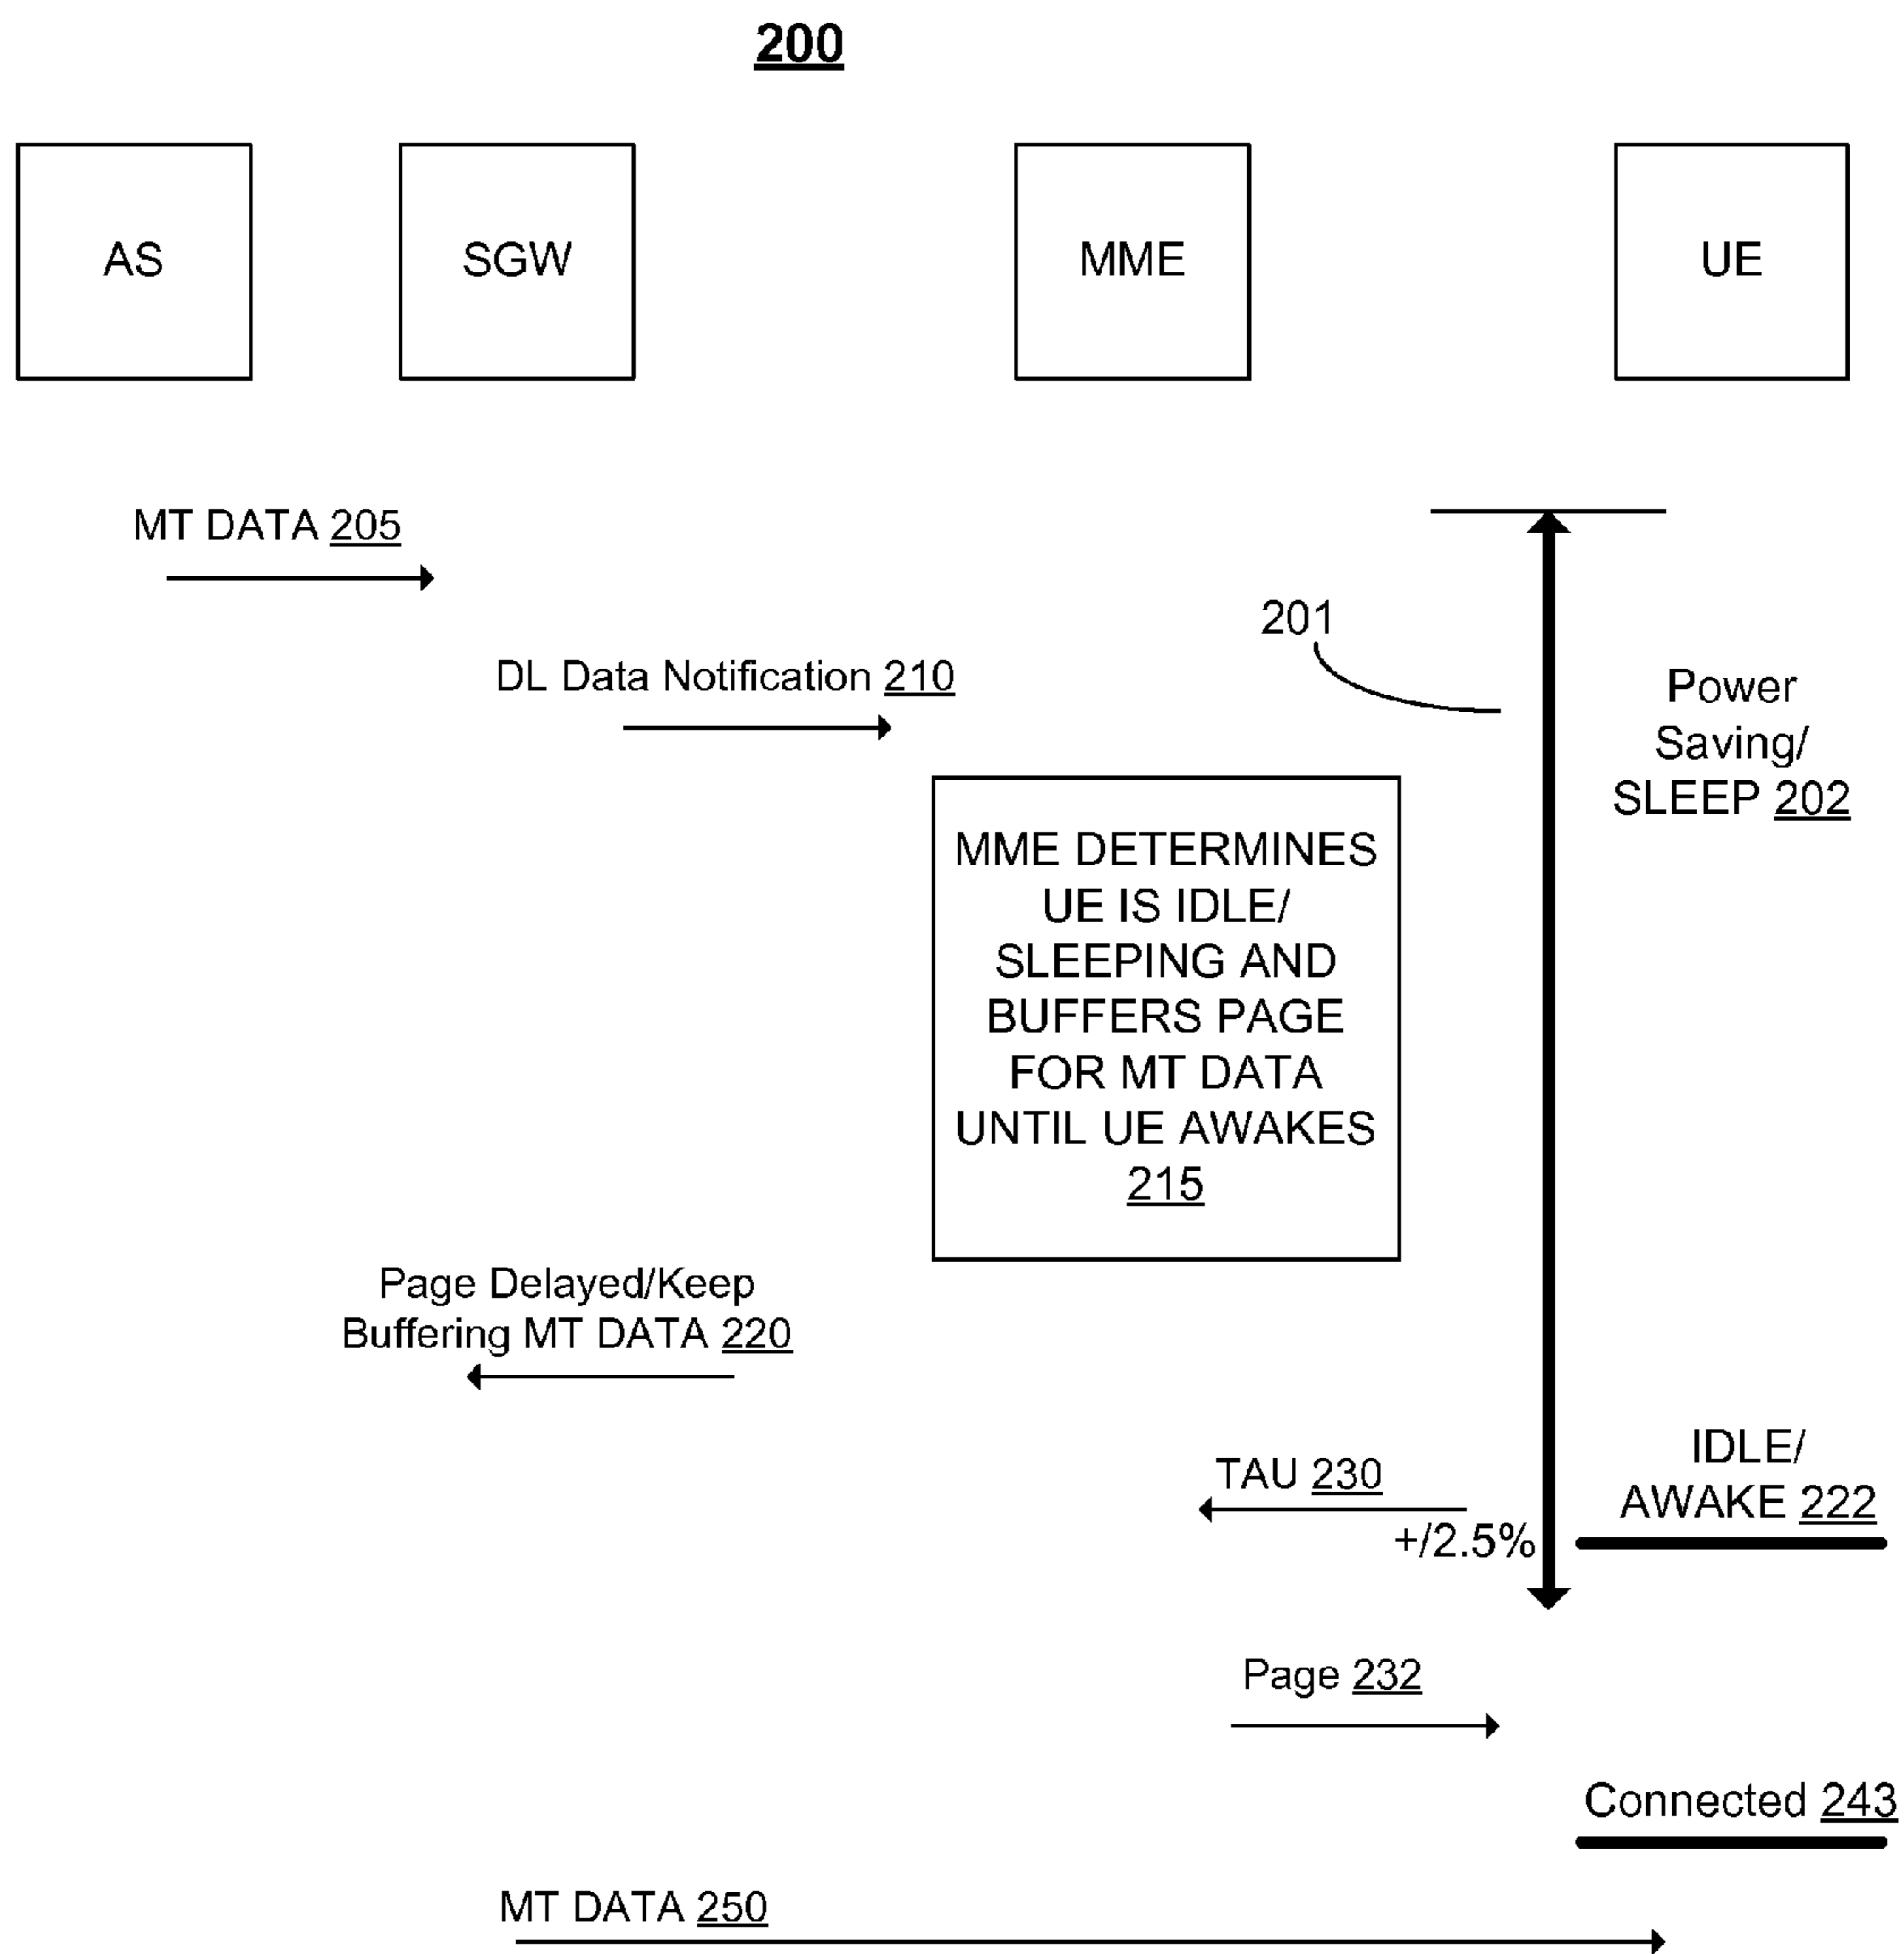 200
AS
SGW
MME
UE
MT DATA 205
201
DL Data Notification 210
Power
Saving/
SLEEP 202
MME DETERMINES
UE IS IDLE/
SLEEPING AND
BUFFERS PAGE
FOR MT DATA
UNTIL UE AWAKES
215
Page Delayed/Keep
Buffering MT DATA 220
TAU 230
+/2.5%
IDLE/
AWAKE 222
Page 232
Connected 243
MT DATA 250